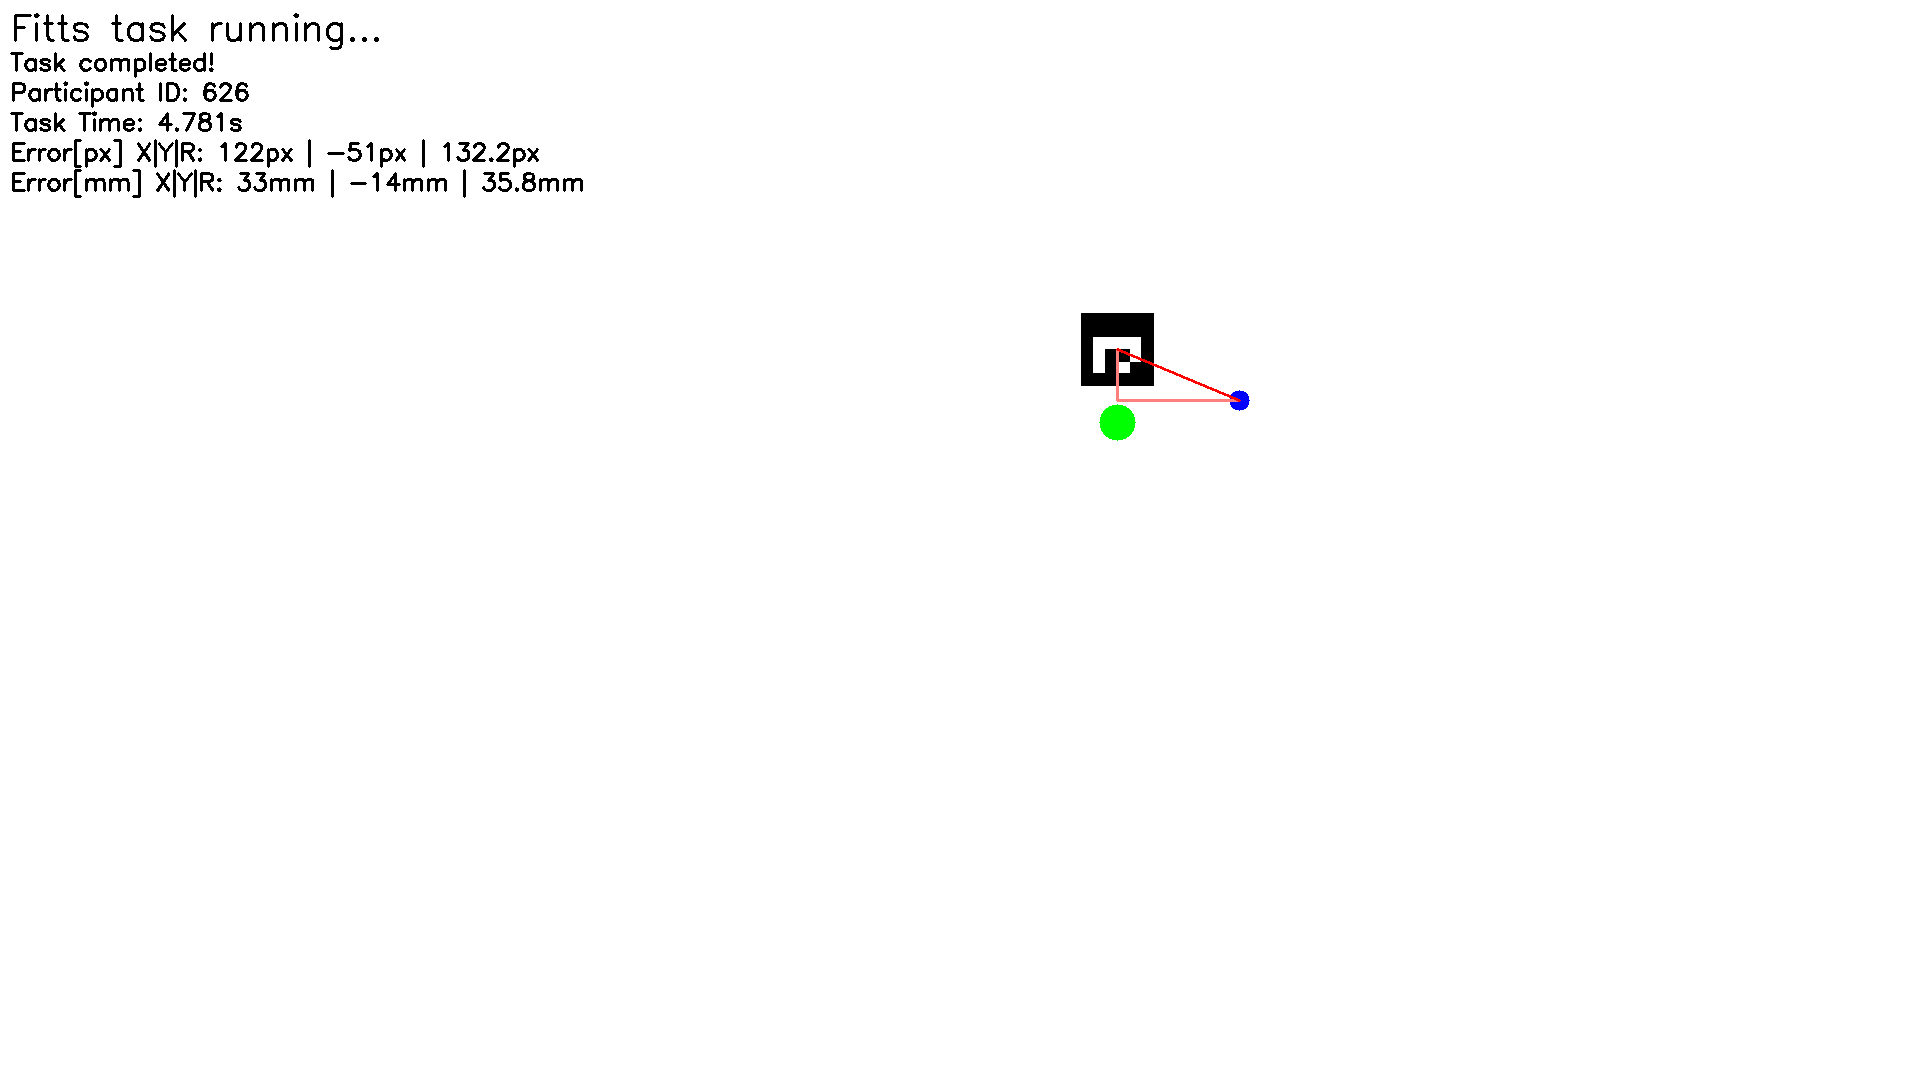 Fitts task running...
Task completed!
Participant ID: 626
Task Time: 4.781s
Error[px] X|Y|R: 122px | -51px | 132.2px
Error[mm] X|Y|R: 33mm | -14mm | 35.8mm